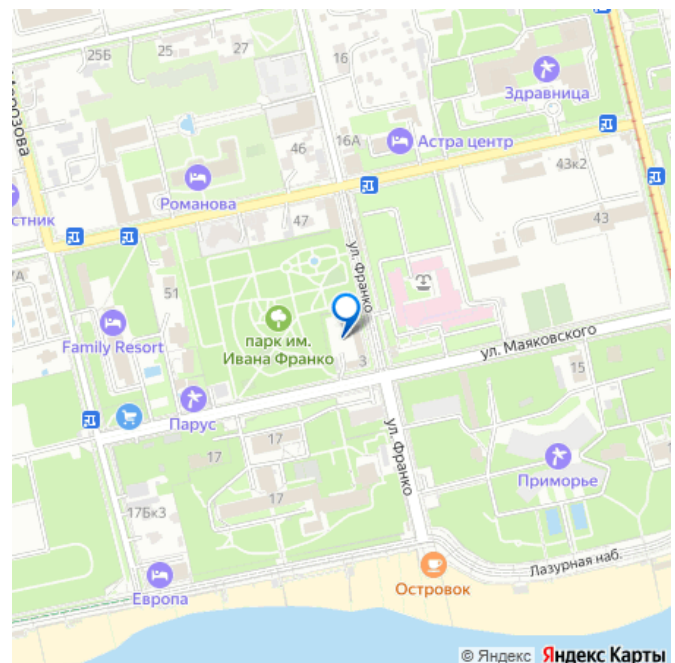 25Б
25
27
16
Здравница
Морозова
46
16А
Астра центр
43к2
Романова
стник
47
43
7А
51
ул. Франко
Family Resort
парк им.
Ивана Франко
3
ул. Маяковского
15
Парус
17
17
17
ул. Франко
Приморье
17Бк3
Лазурная наб.
Островок
Европа
© Яндекс Яндекс Карты